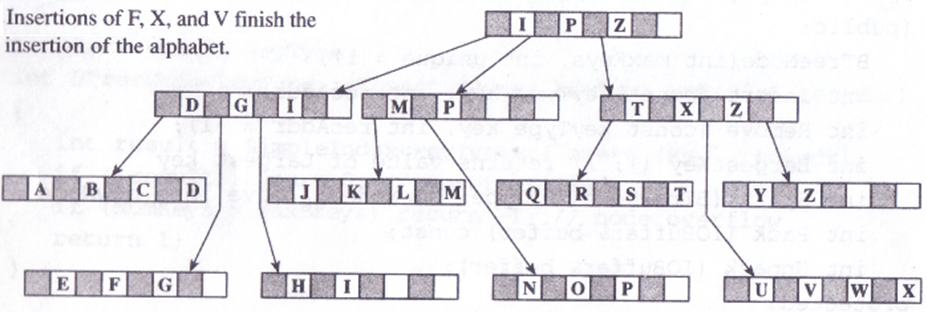 Insertions of F, X, and V finish the
insertion of the alphabet.
I P Z
D G I M P T X Z
A B C D J K L M Q R S T Y Z
E F G H I N O P U V W X